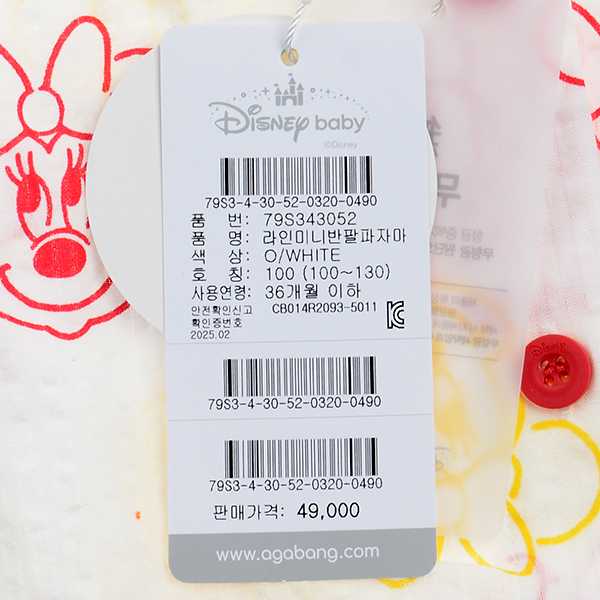 Disney baby
©Disney
79S3-4-30-52-0320-0490
품 번: 79S343052
품 명: 라인미니반팔파자마
색 상: O/WHITE
호 칭: 100 (100~130)
사용연령: 36개월 이하
안전확인신고
확인증번호 CB014R2093-5011
2025.02
79S3-4-30-52-0320-0490
79S3-4-30-52-0320-0490
판매가격: 49,000
www.agabang.com
Disney